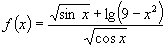 f(x) = (√(sin x) + lg(9 − x²)) / √(cos x)